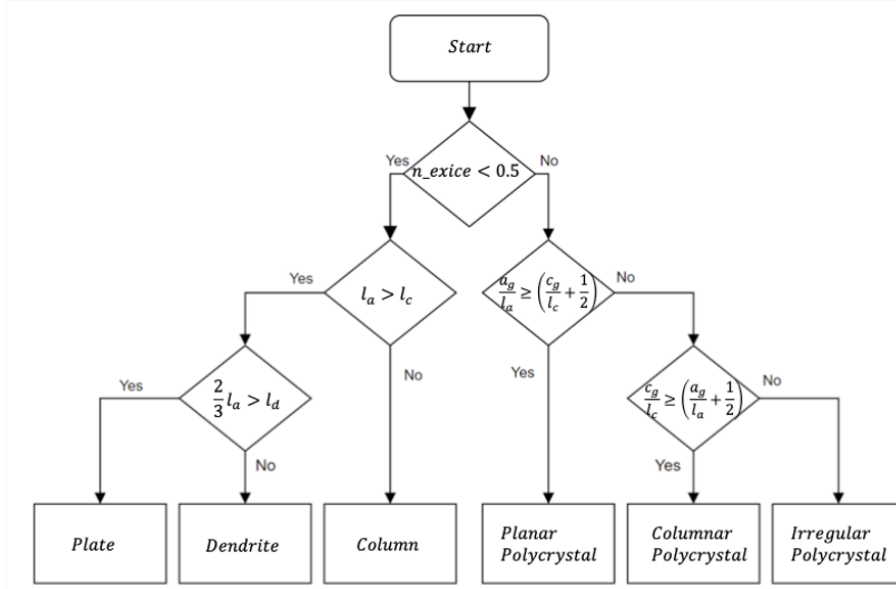 Start
Yes
No
n_exice < 0.5
Yes
l_a > l_c
a_g/l_a ≥ (c_g/l_c + 1/2)
No
Yes
2/3 l_a > l_d
No
Yes
c_g/l_c ≥ (a_g/l_a + 1/2)
No
No
Yes
Plate
Dendrite
Column
Planar
Polycrystal
Columnar
Polycrystal
Irregular
Polycrystal